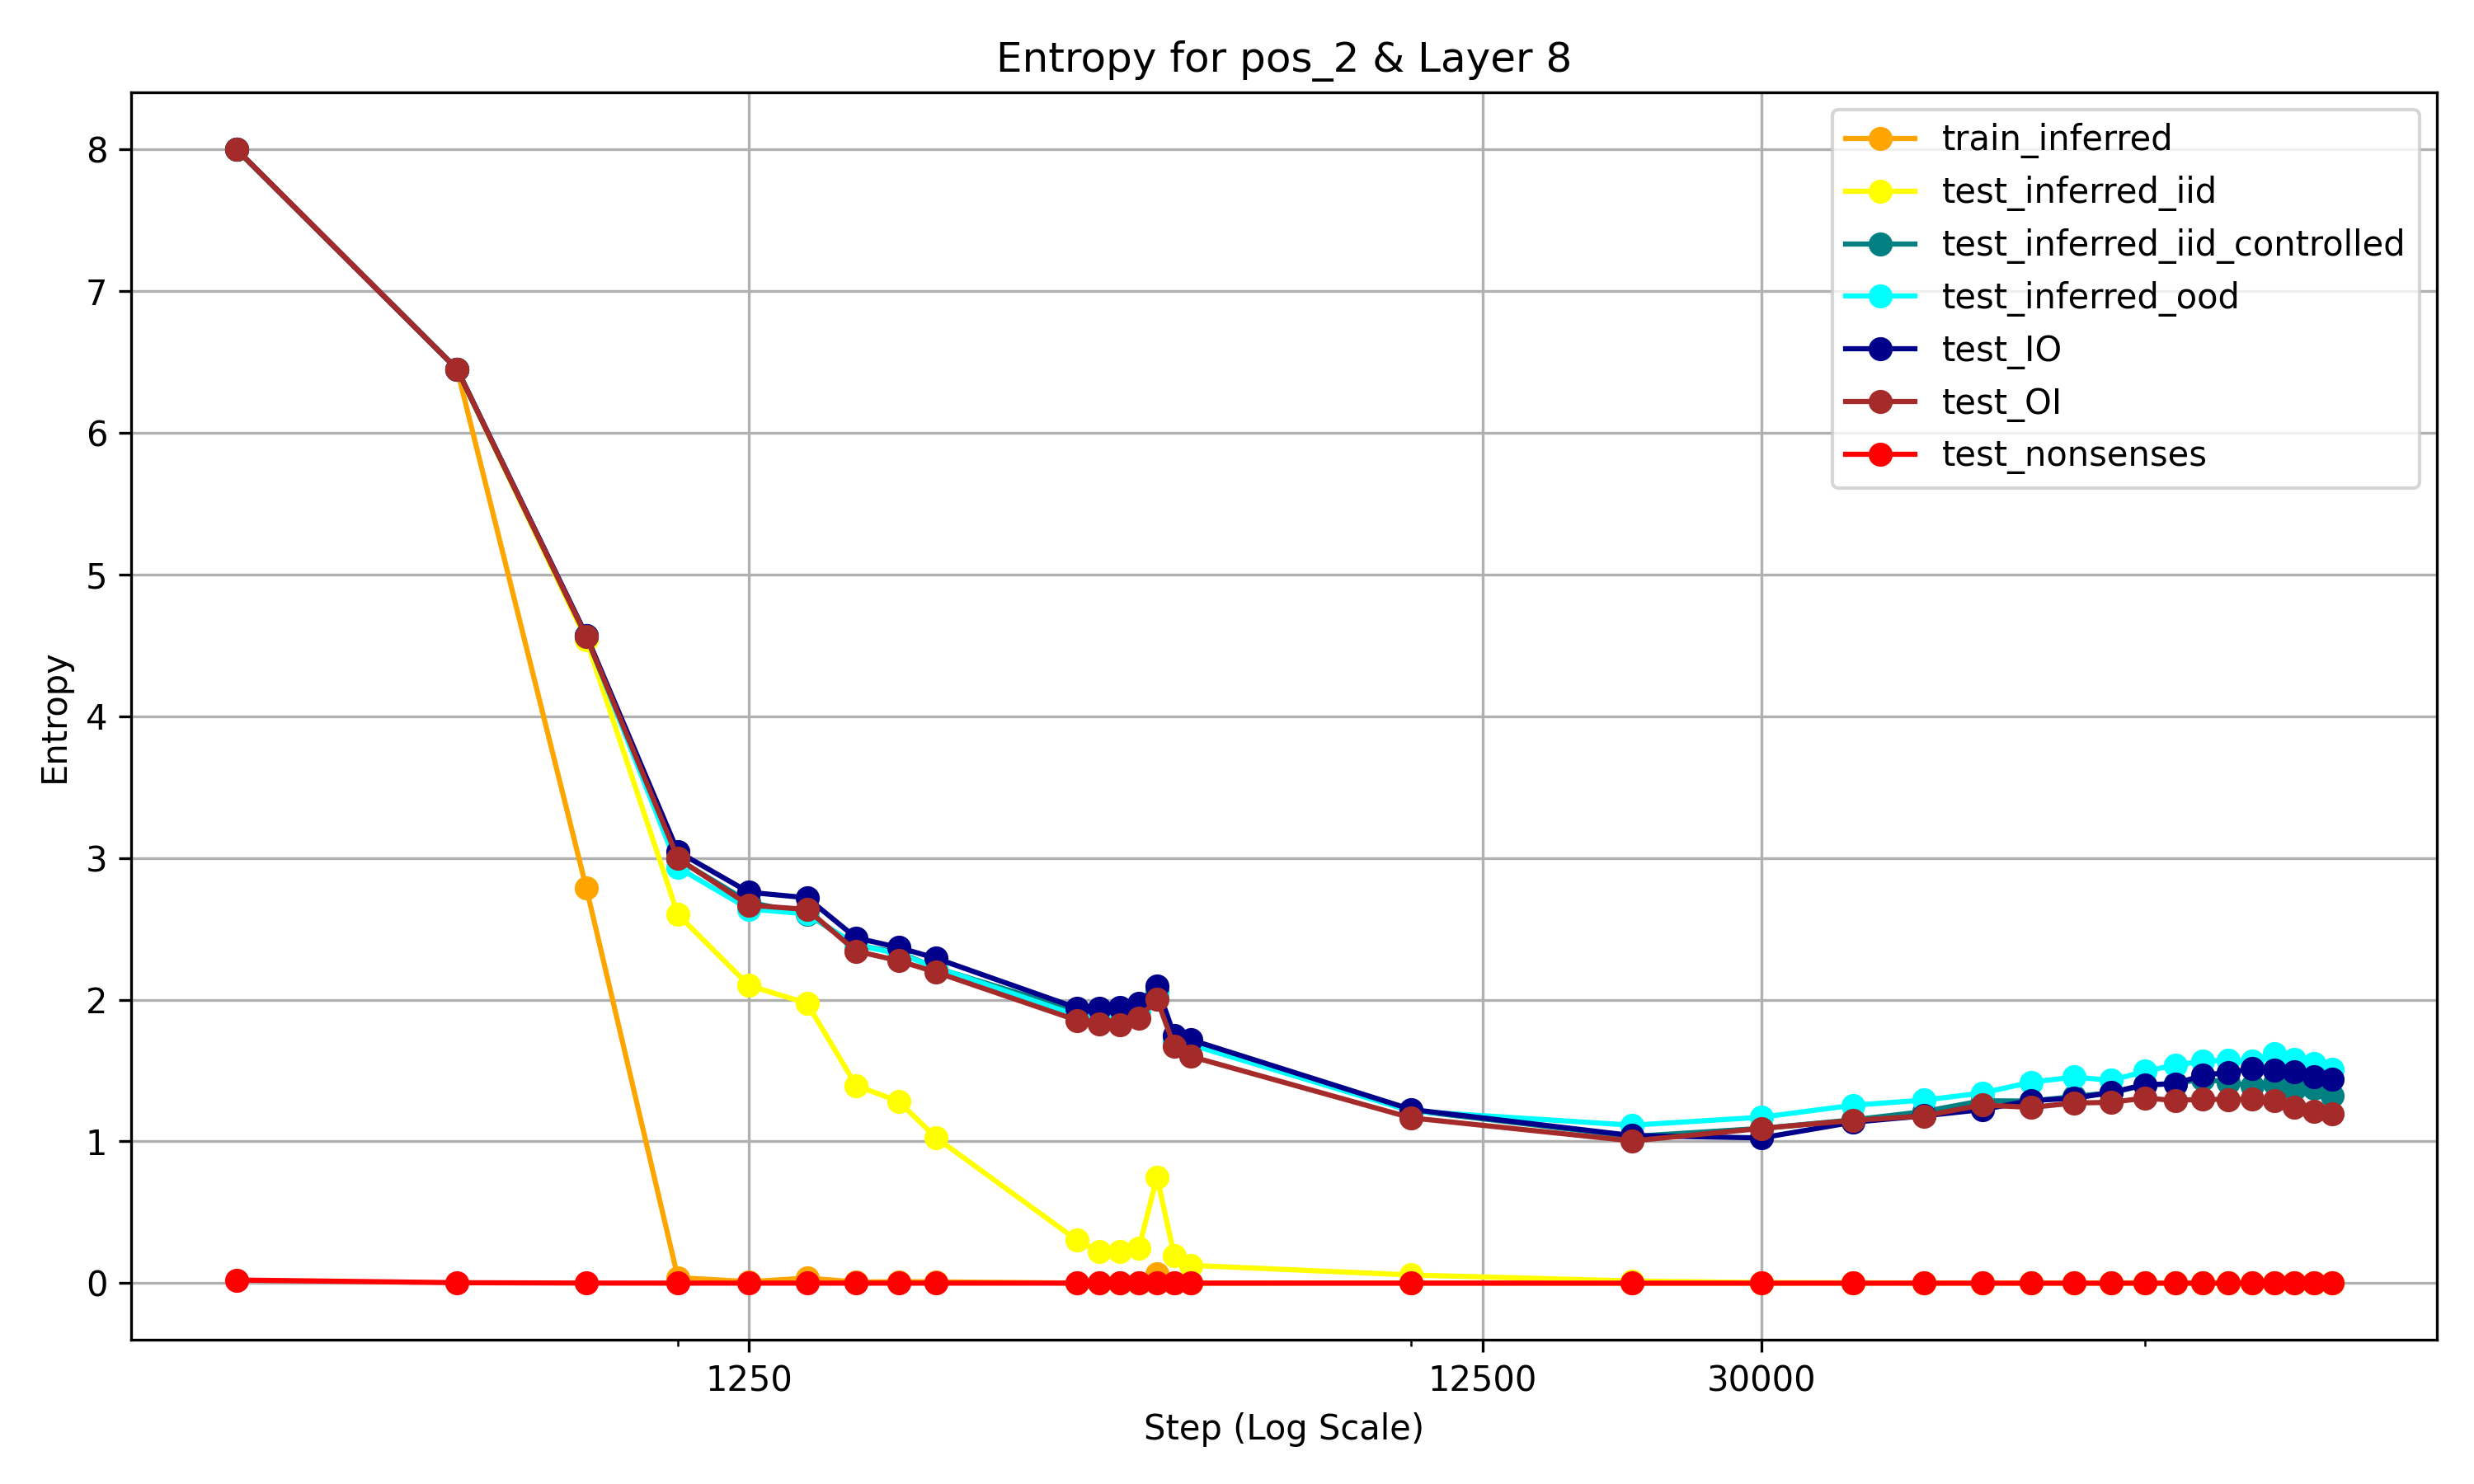 Entropy for pos_2 & Layer 8
8
7
6
5
4
3
2
1
0
Entropy
1250
12500
30000
Step (Log Scale)
train_inferred
test_inferred_iid
test_inferred_iid_controlled
test_inferred_ood
test_IO
test_OI
test_nonsenses